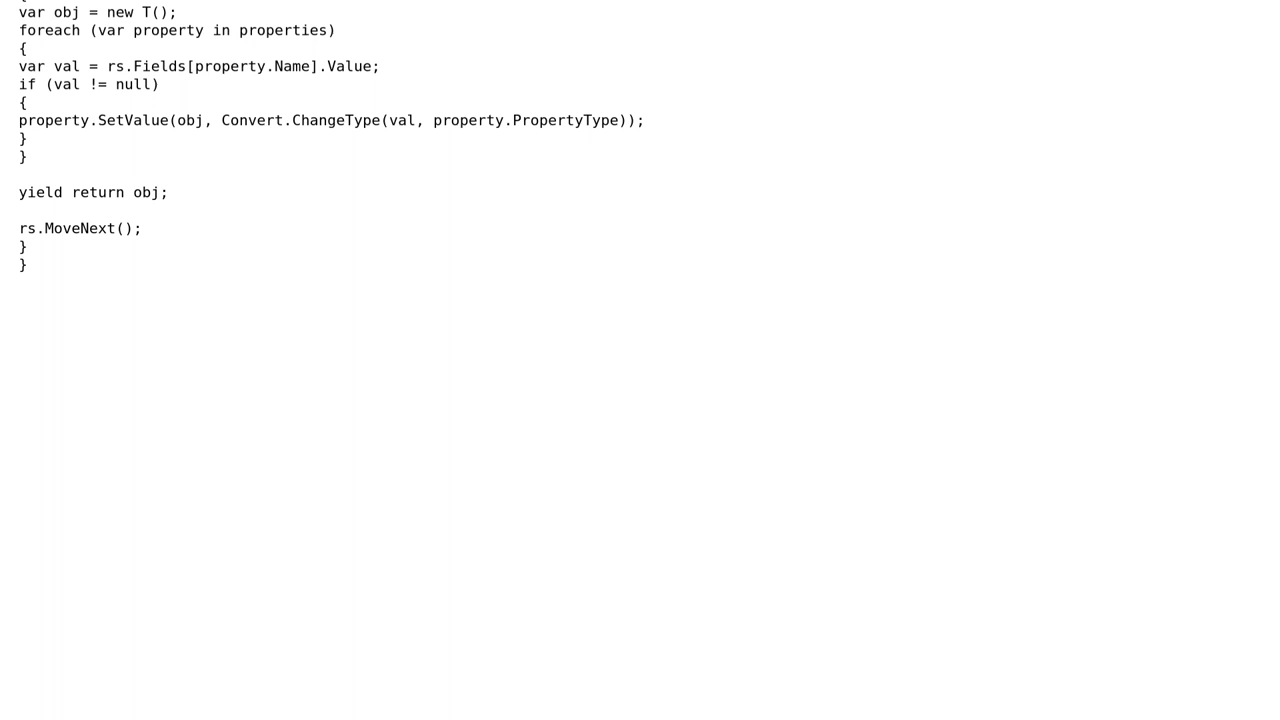 {
var obj = new T();
foreach (var property in properties)
{
var val = rs.Fields[property.Name].Value;
if (val != null)
{
property.SetValue(obj, Convert.ChangeType(val, property.PropertyType));
}
}

yield return obj;

rs.MoveNext();
}
}